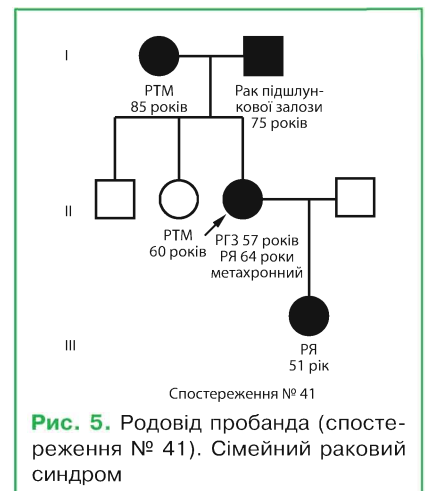 I
РТМ
85 років
Рак підшлун-
кової залози
75 років
II
РТМ
60 років
РГЗ 57 років
РЯ 64 роки
метахронний
III
РЯ
51 рік
Спостереження № 41
Рис. 5. Родовід пробанда (спосте-
реження № 41). Сімейний раковий
синдром